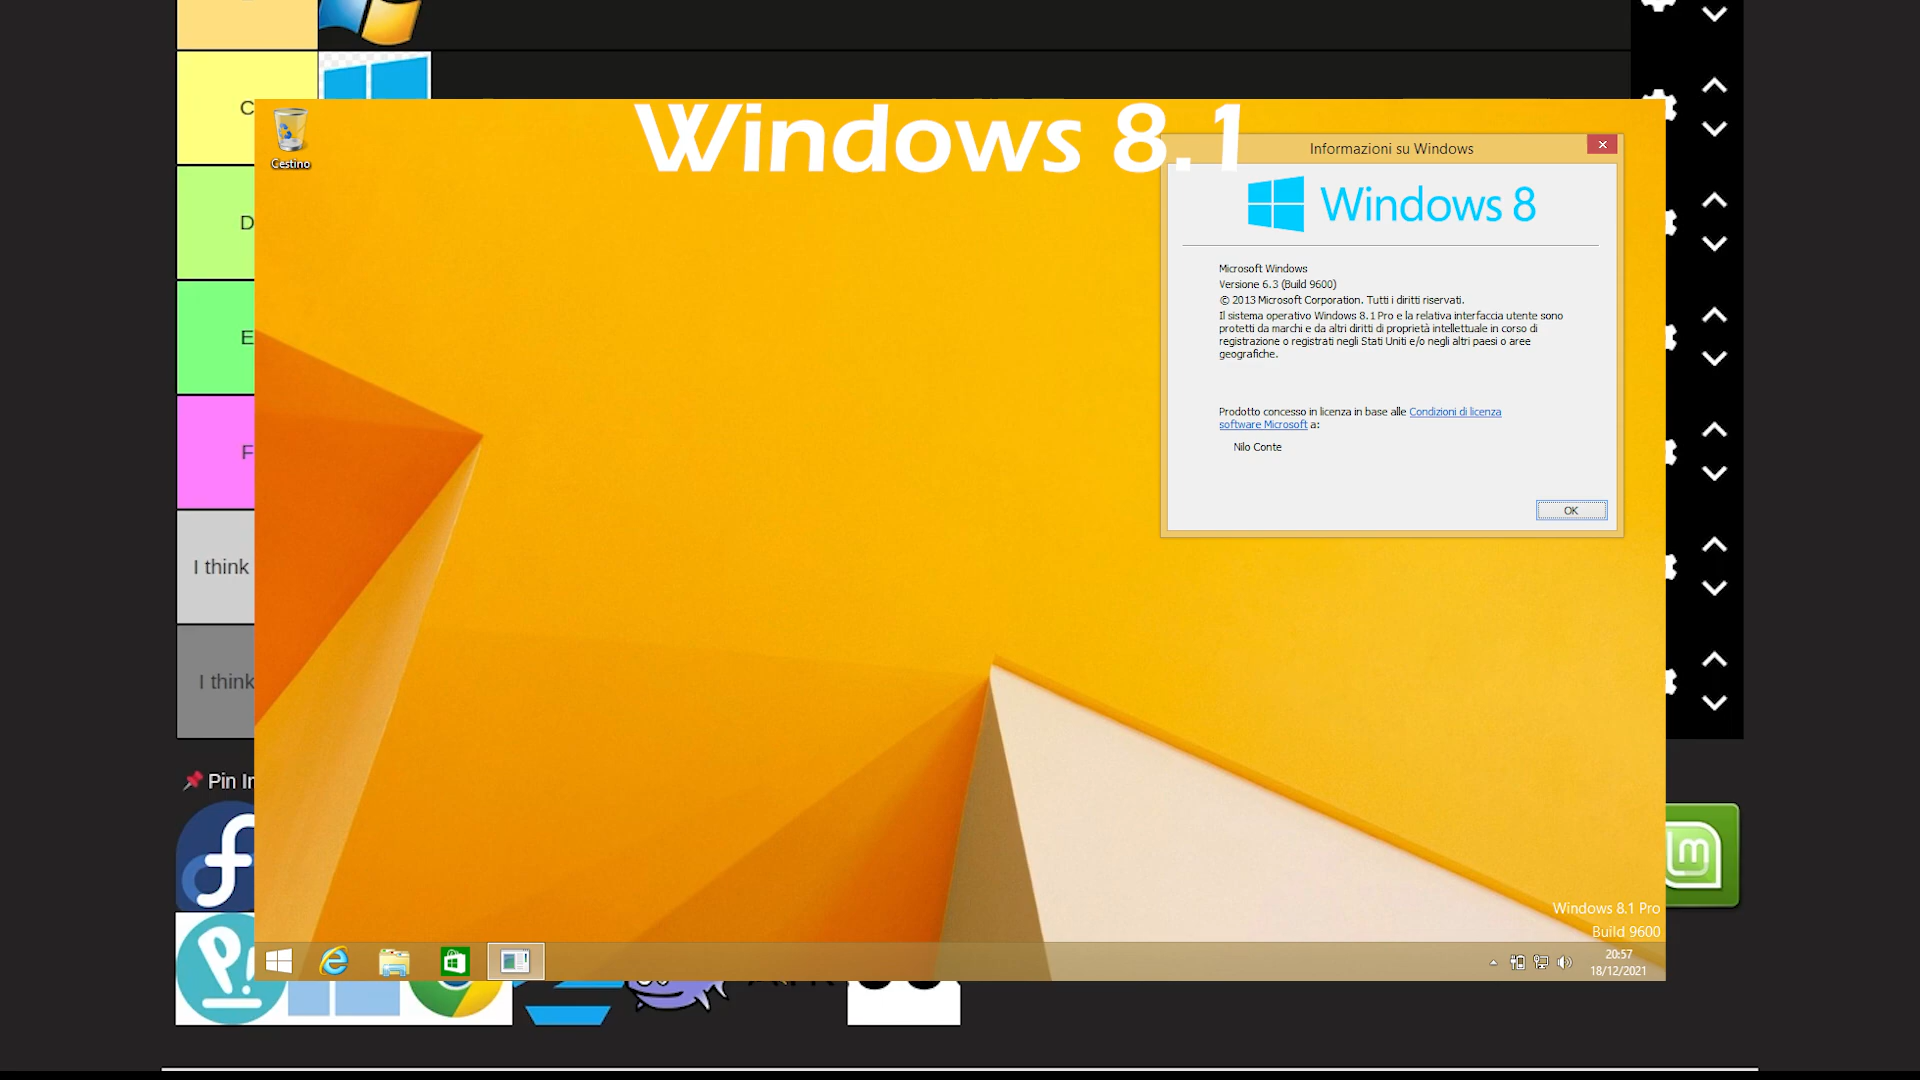 C
Windows 8.1
Cestino
Informazioni su Windows
Windows 8
D
Microsoft Windows
Versione 6.3 (Build 9600)
© 2013 Microsoft Corporation. Tutti i diritti riservati.
Il sistema operativo Windows 8.1 Pro e la relativa interfaccia utente sono
protetti da marchi e da altri diritti di proprietà intellettuale in corso di
registrazione o registrati negli Stati Uniti e/o negli altri paesi o aree
geografiche.
E
Prodotto concesso in licenza in base alle Condizioni di licenza
software Microsoft a:
Nilo Conte
F
OK
I think
I think
Pin
Windows 8.1 Pro
Build 9600
20:57
18/12/2021